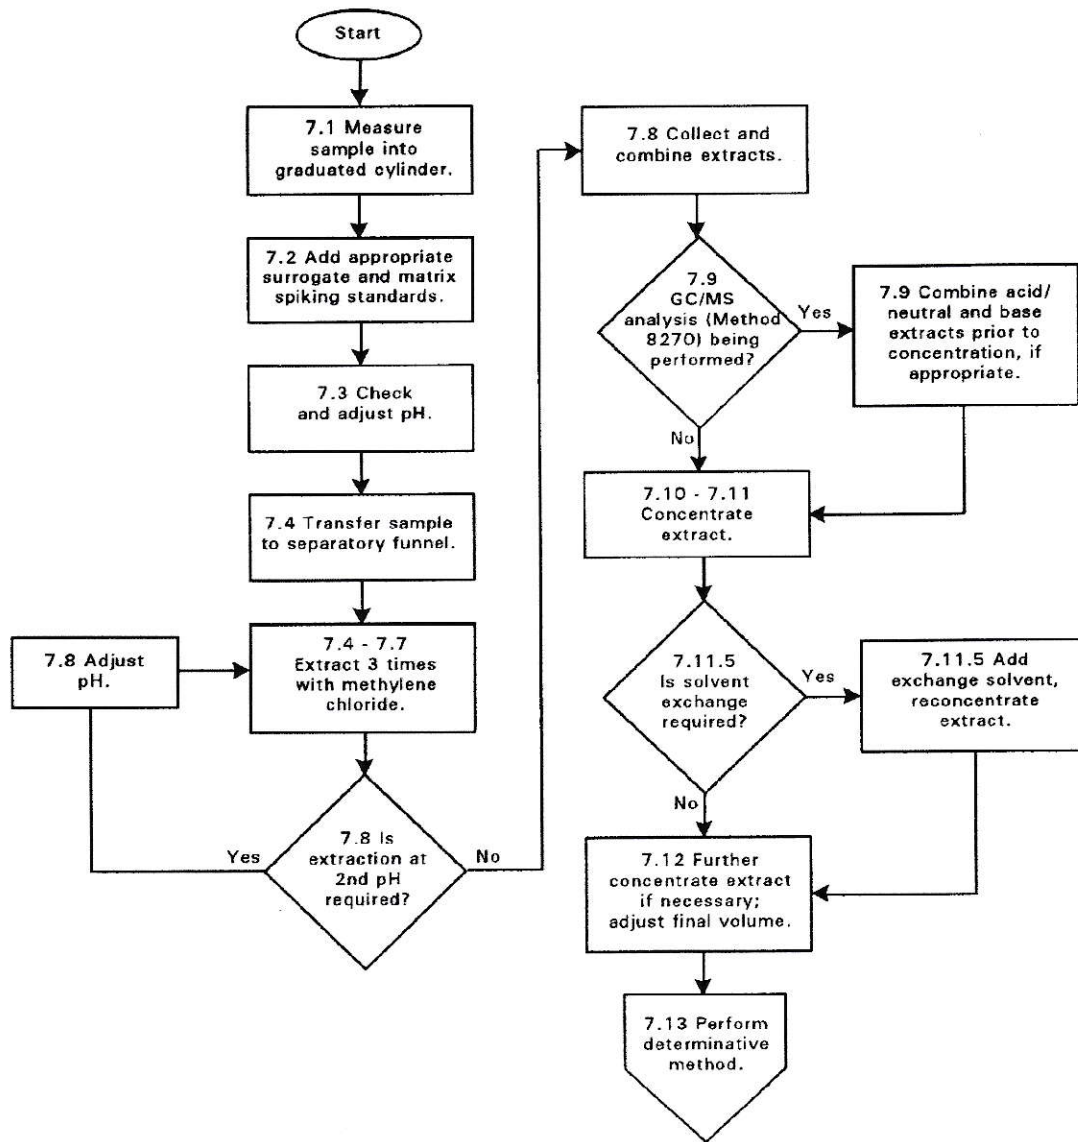 Start
7.1 Measure
sample into
graduated cylinder.
7.2 Add appropriate
surrogate and matrix
spiking standards.
7.3 Check
and adjust pH.
7.4 Transfer sample
to separatory funnel.
7.4 - 7.7
Extract 3 times
with methylene
chloride.
7.8 Adjust
pH.
7.8 Is
extraction at
2nd pH
required?
Yes
No
7.8 Collect and
combine extracts.
7.9
GC/MS
analysis (Method
8270) being
performed?
Yes
No
7.9 Combine acid/
neutral and base
extracts prior to
concentration, if
appropriate.
7.10 - 7.11
Concentrate
extract.
7.11.5
Is solvent
exchange
required?
Yes
No
7.11.5 Add
exchange solvent,
reconcentrate
extract.
7.12 Further
concentrate extract
if necessary;
adjust final volume.
7.13 Perform
determinative
method.